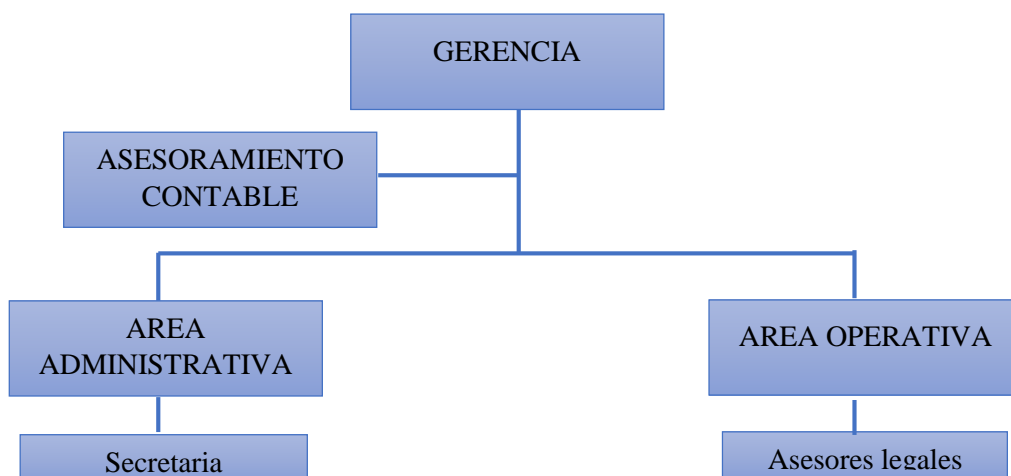 GERENCIA
ASESORAMIENTO
CONTABLE
AREA
ADMINISTRATIVA
AREA OPERATIVA
Secretaria
Asesores legales